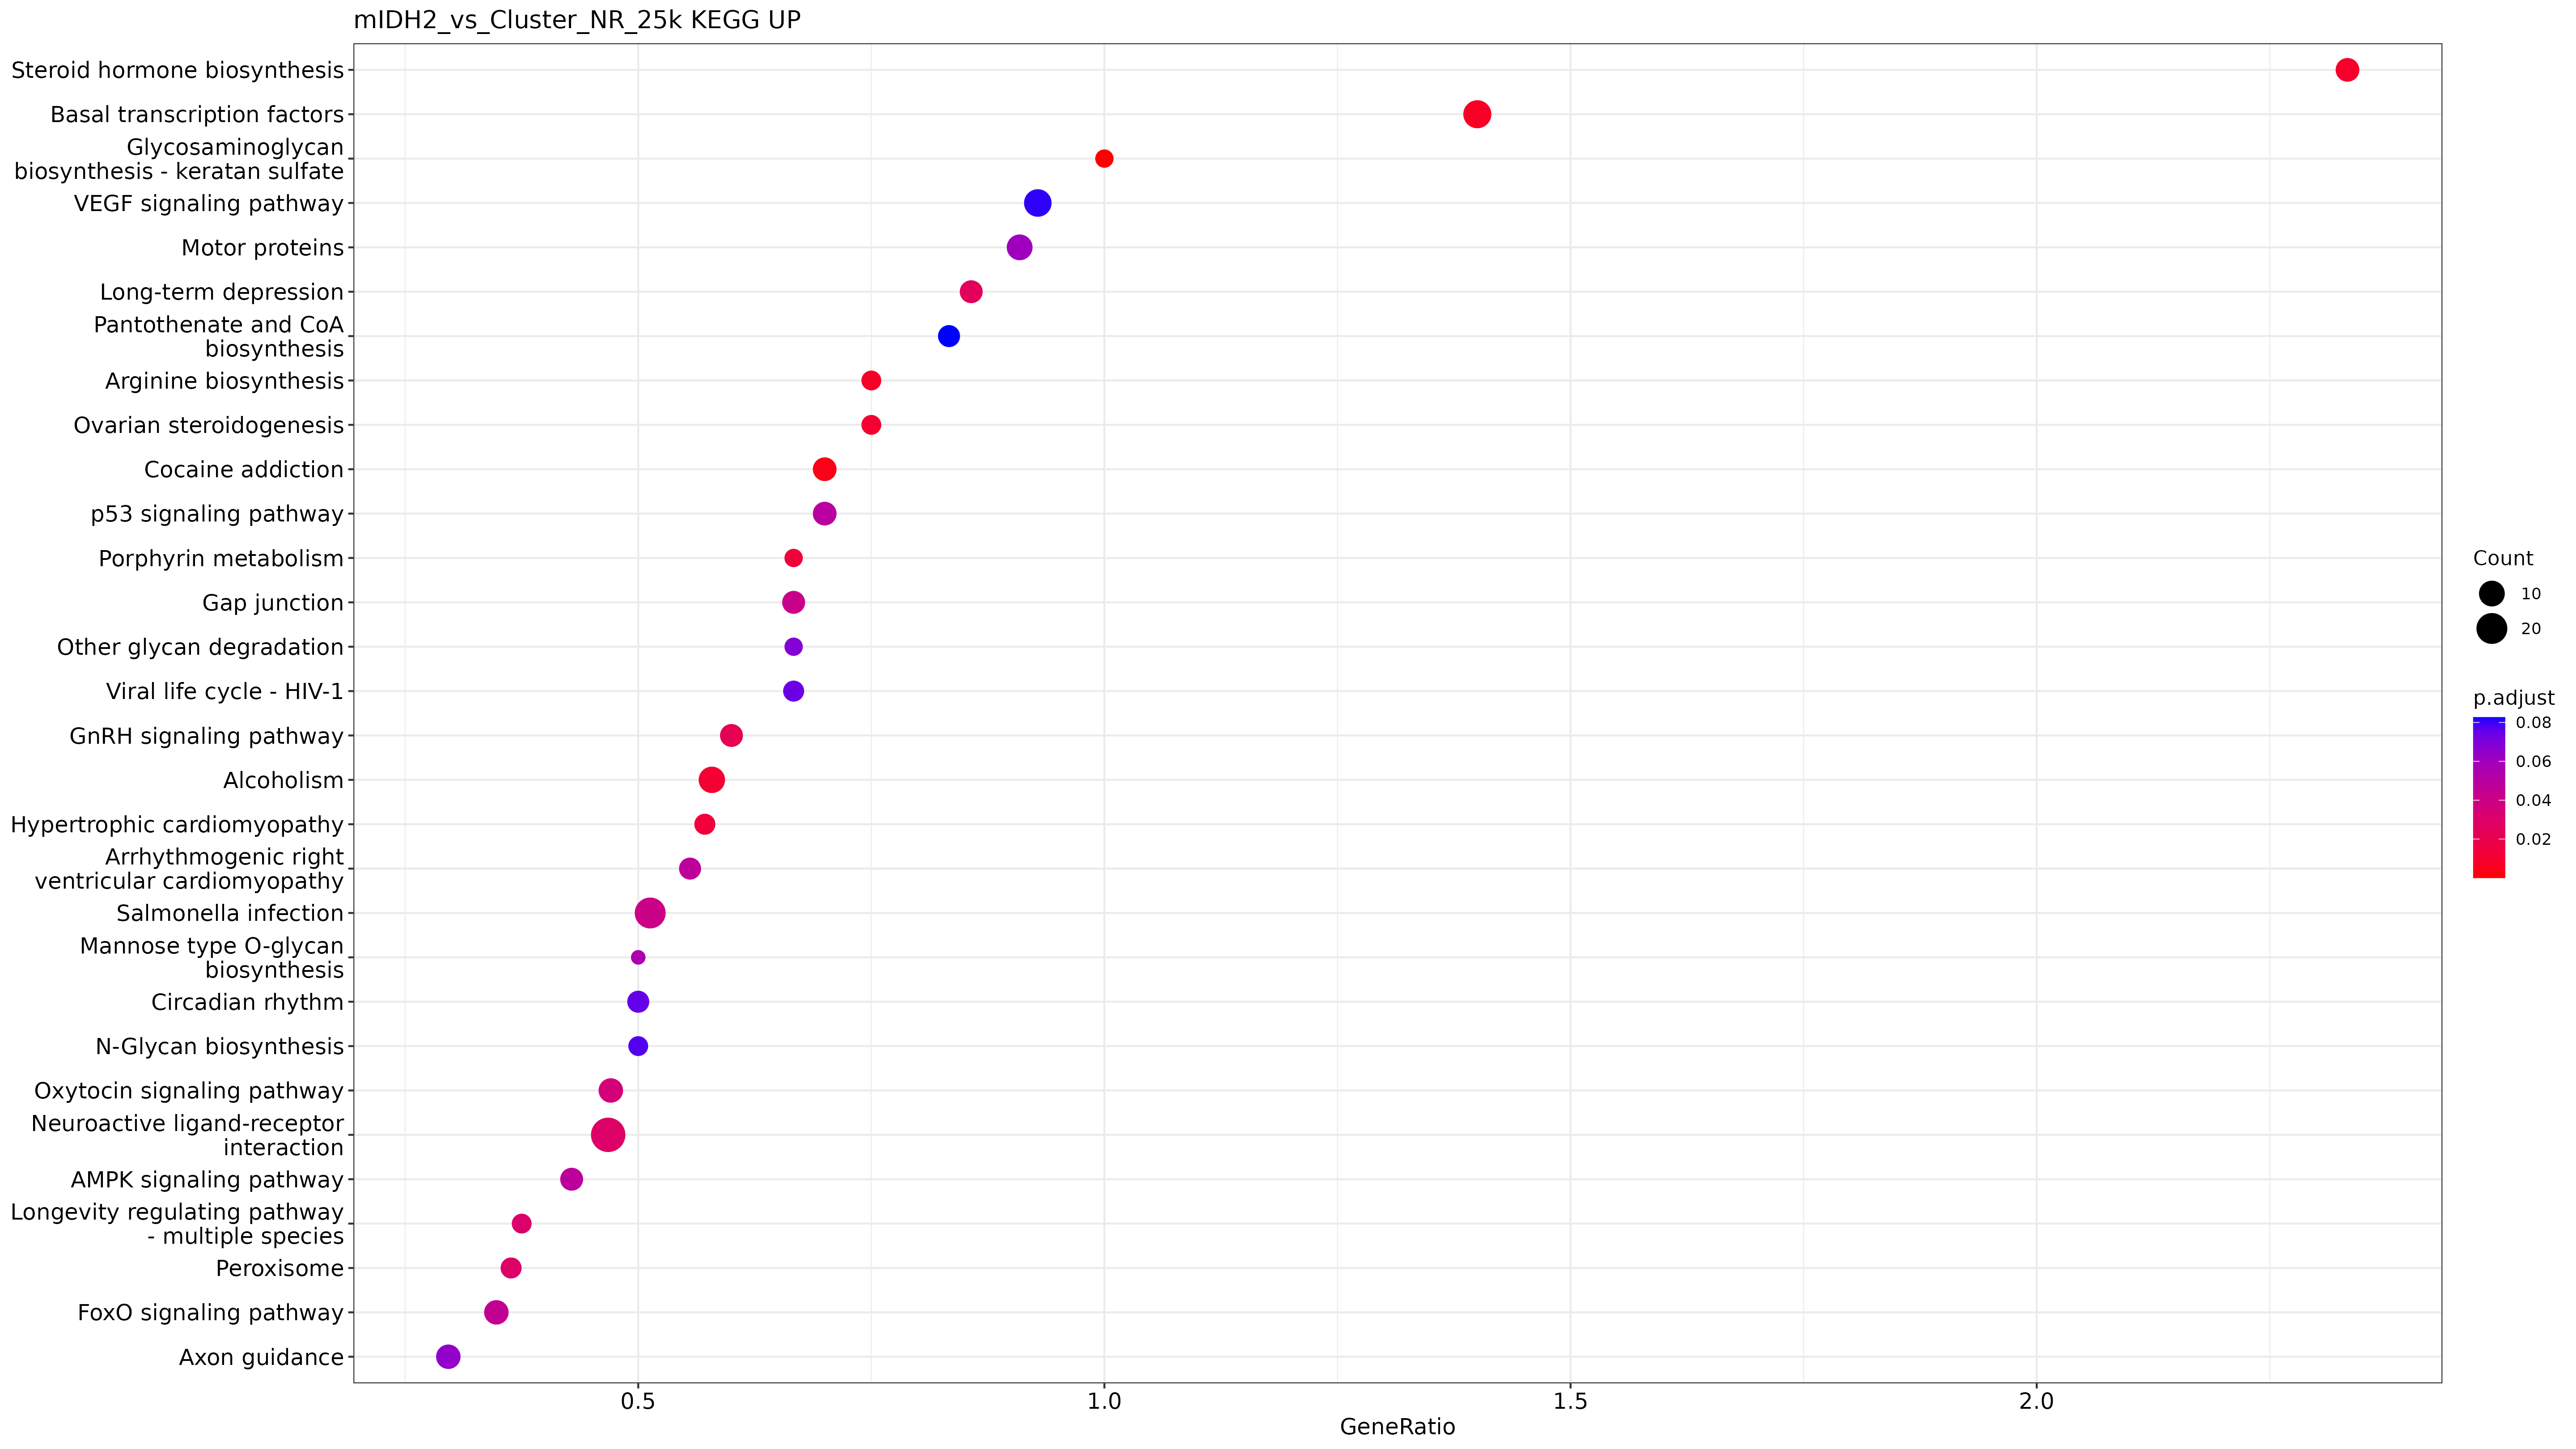 mIDH2_vs_Cluster_NR_25k KEGG UP
Steroid hormone biosynthesis
Basal transcription factors
Glycosaminoglycan
biosynthesis - keratan sulfate
VEGF signaling pathway
Motor proteins
Long-term depression
Pantothenate and CoA
biosynthesis
Arginine biosynthesis
Ovarian steroidogenesis
Cocaine addiction
p53 signaling pathway
Porphyrin metabolism
Gap junction
Other glycan degradation
Viral life cycle - HIV-1
GnRH signaling pathway
Alcoholism
Hypertrophic cardiomyopathy
Arrhythmogenic right
ventricular cardiomyopathy
Salmonella infection
Mannose type O-glycan
biosynthesis
Circadian rhythm
N-Glycan biosynthesis
Oxytocin signaling pathway
Neuroactive ligand-receptor
interaction
AMPK signaling pathway
Longevity regulating pathway
- multiple species
Peroxisome
FoxO signaling pathway
Axon guidance
0.5 1.0 1.5 2.0
GeneRatio
Count
10
20
p.adjust
0.08
0.06
0.04
0.02